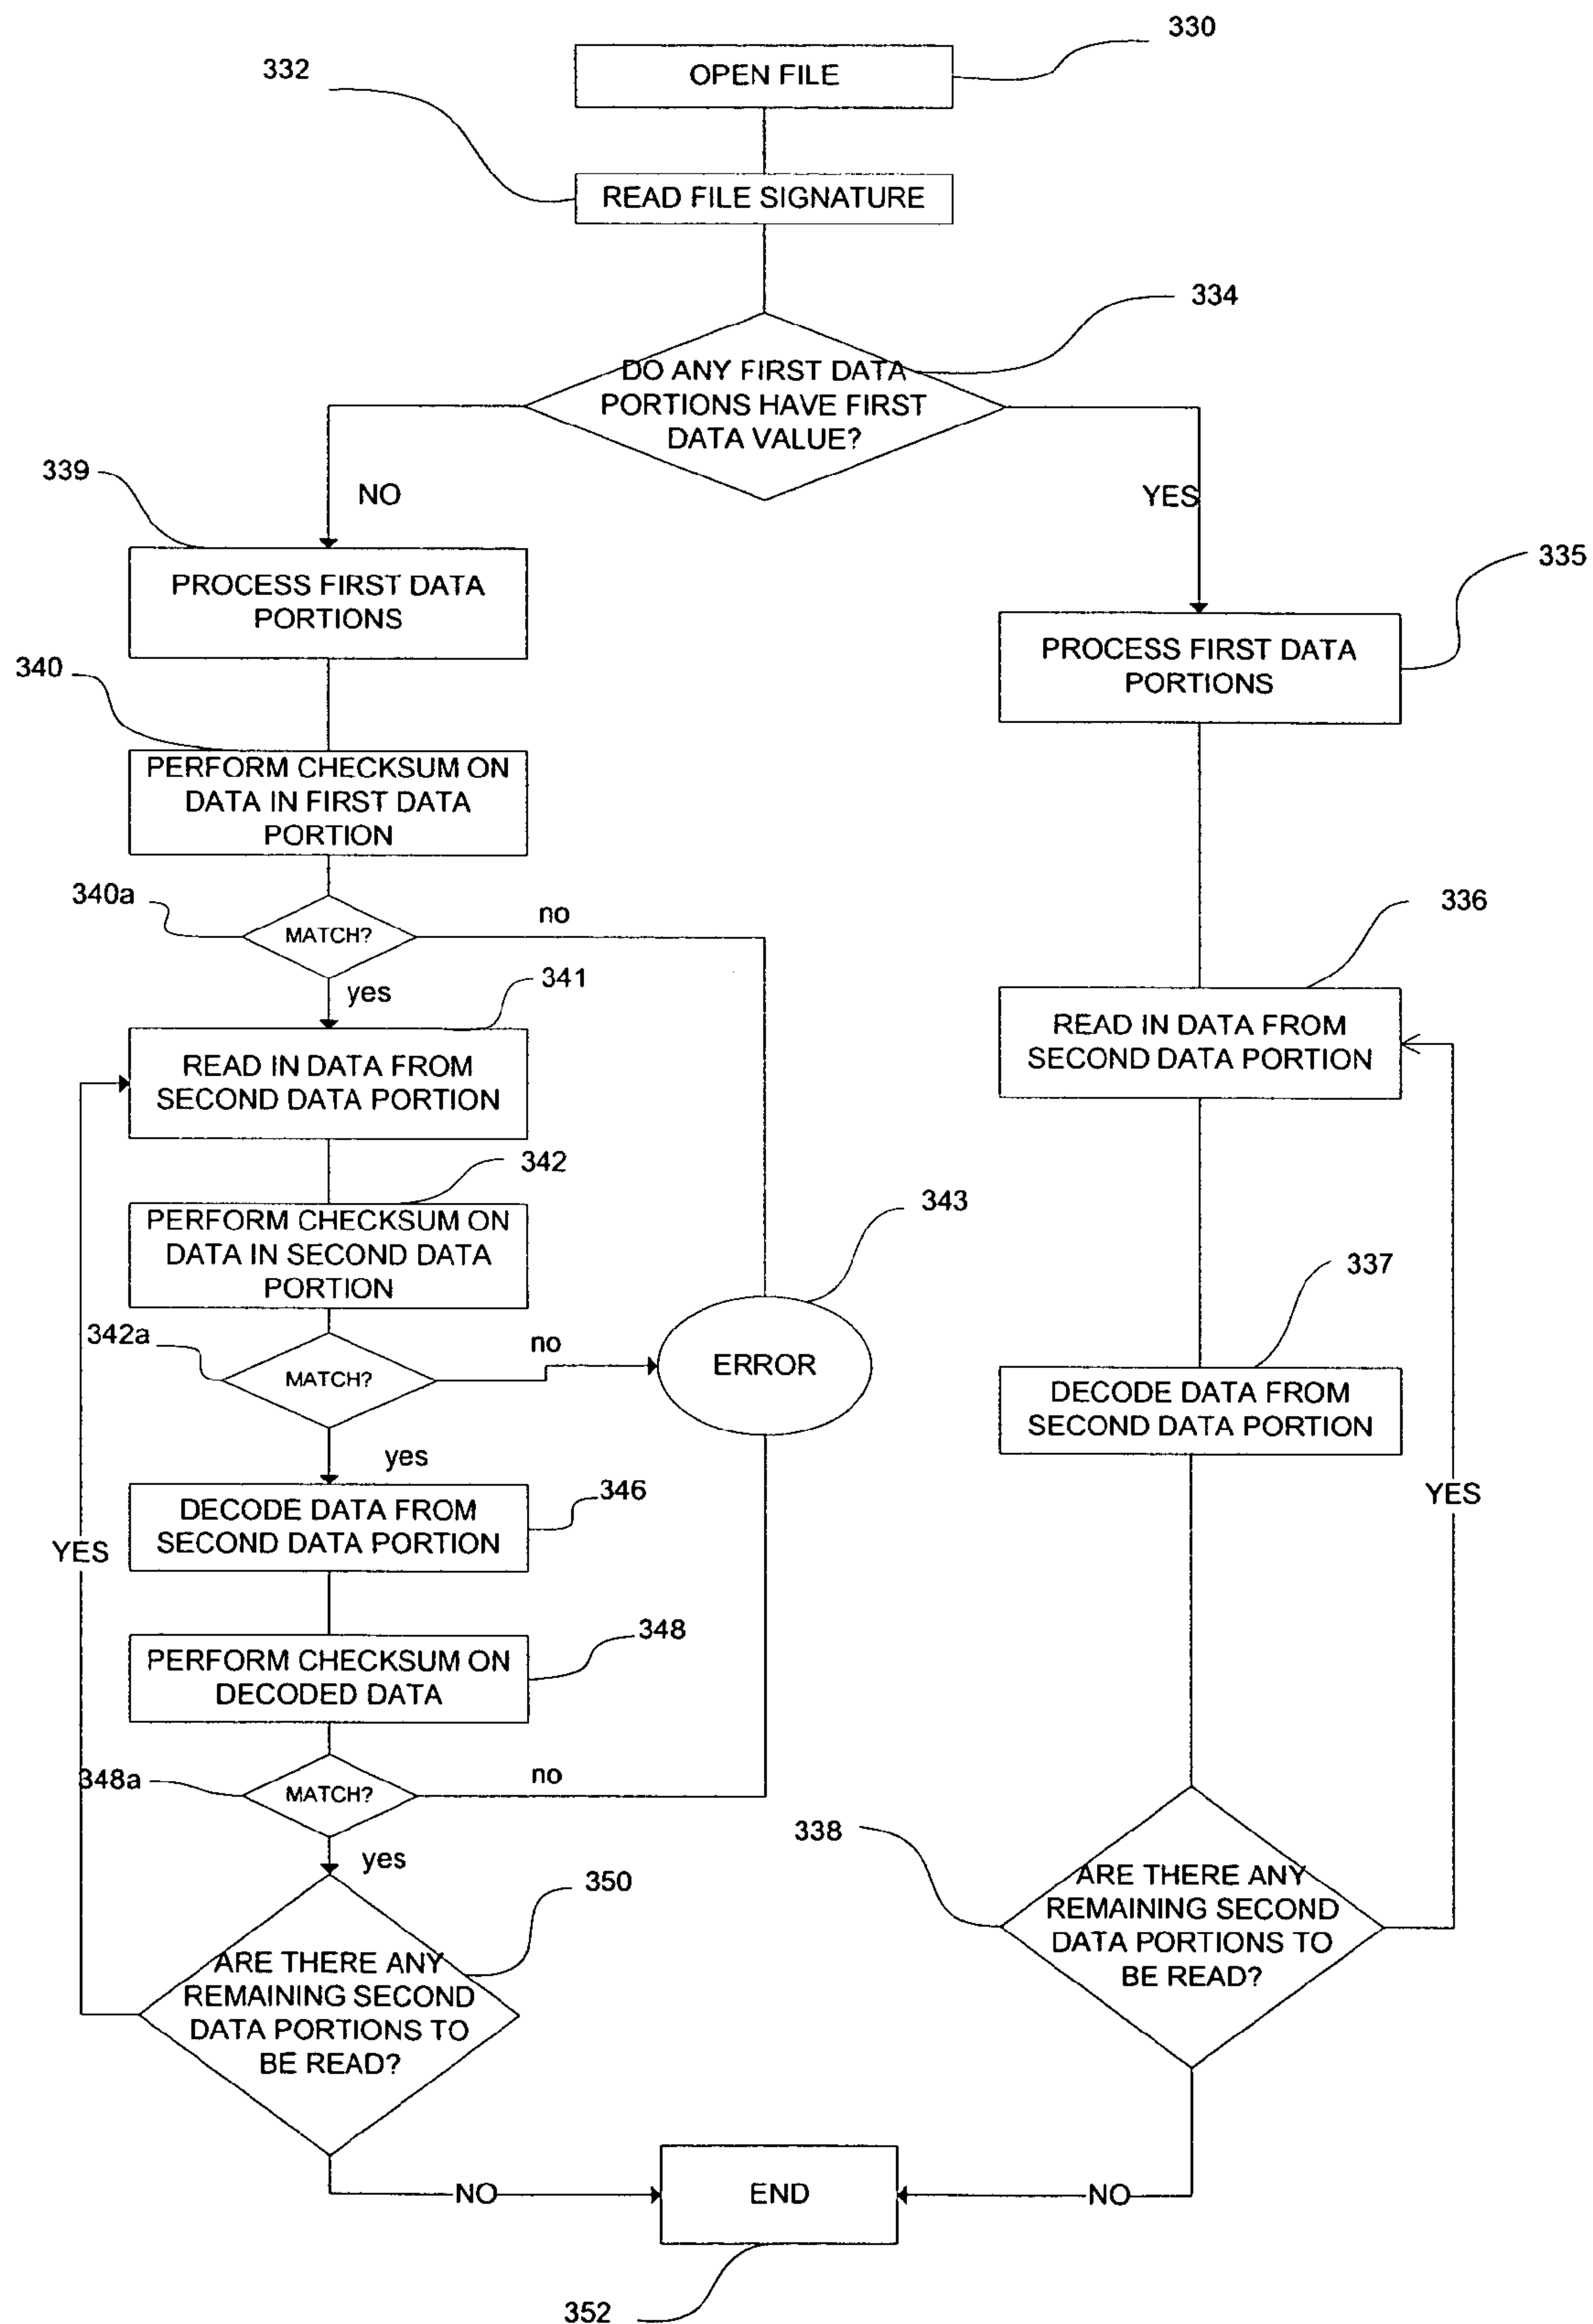 330
OPEN FILE
332
READ FILE SIGNATURE
334
DO ANY FIRST DATA
PORTIONS HAVE FIRST
DATA VALUE?
339
NO
YES
335
PROCESS FIRST DATA
PORTIONS
PROCESS FIRST DATA
PORTIONS
340
PERFORM CHECKSUM ON
DATA IN FIRST DATA
PORTION
340a
MATCH?
no
yes
336
341
READ IN DATA FROM
SECOND DATA PORTION
READ IN DATA FROM
SECOND DATA PORTION
342
PERFORM CHECKSUM ON
DATA IN SECOND DATA
PORTION
343
337
342a
MATCH?
no
yes
ERROR
DECODE DATA FROM
SECOND DATA PORTION
YES
346
DECODE DATA FROM
SECOND DATA PORTION
YES
348
PERFORM CHECKSUM ON
DECODED DATA
348a
MATCH?
no
yes
338
ARE THERE ANY
REMAINING SECOND
DATA PORTIONS TO
BE READ?
350
ARE THERE ANY
REMAINING SECOND
DATA PORTIONS TO
BE READ?
NO
END
NO
352